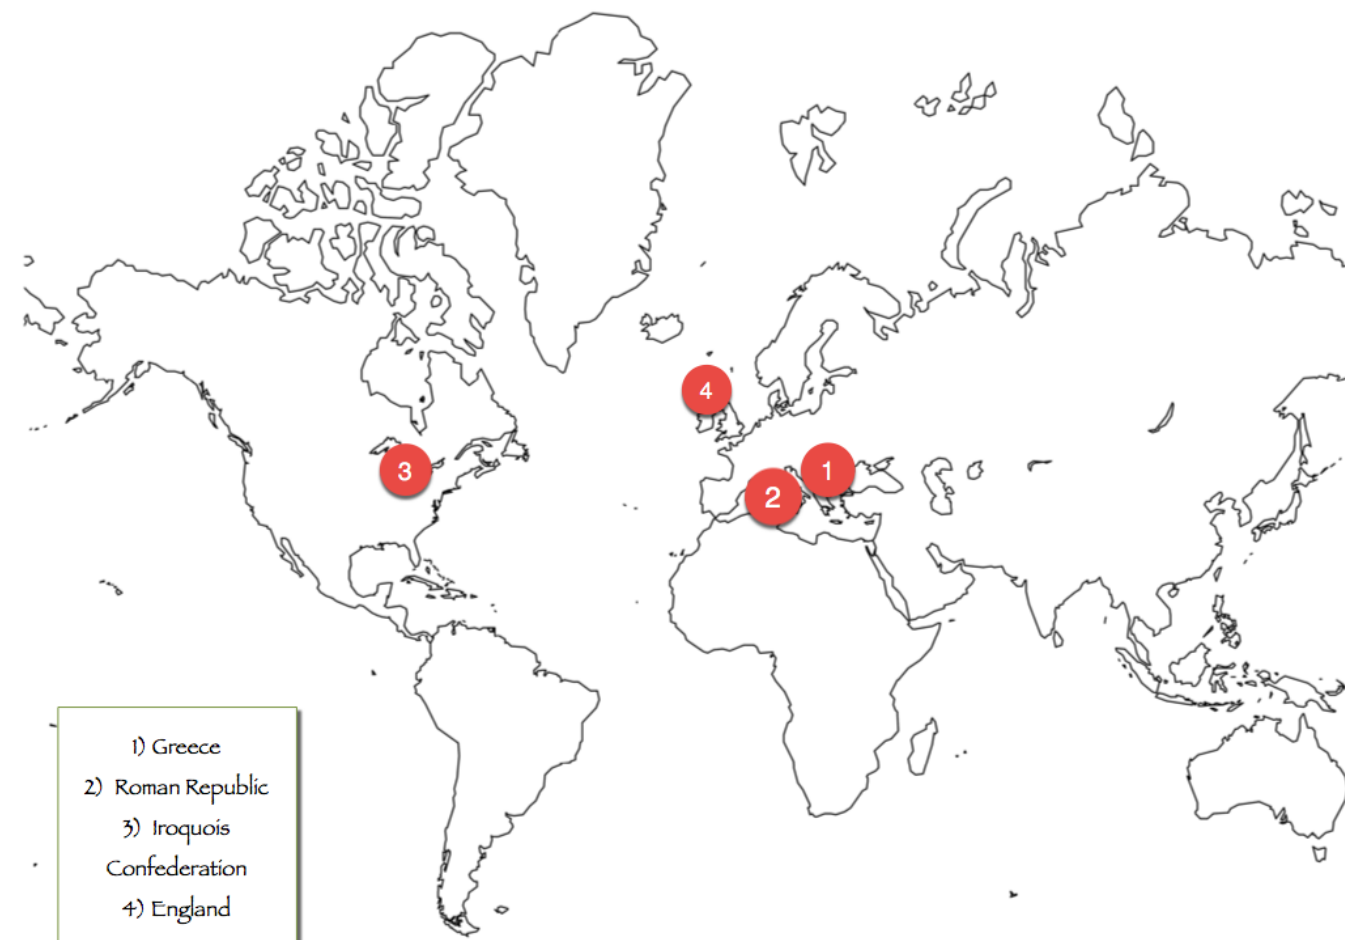 4
3
1
2
1) Greece
2) Roman Republic
3) Iroquois
Confederation
4) England